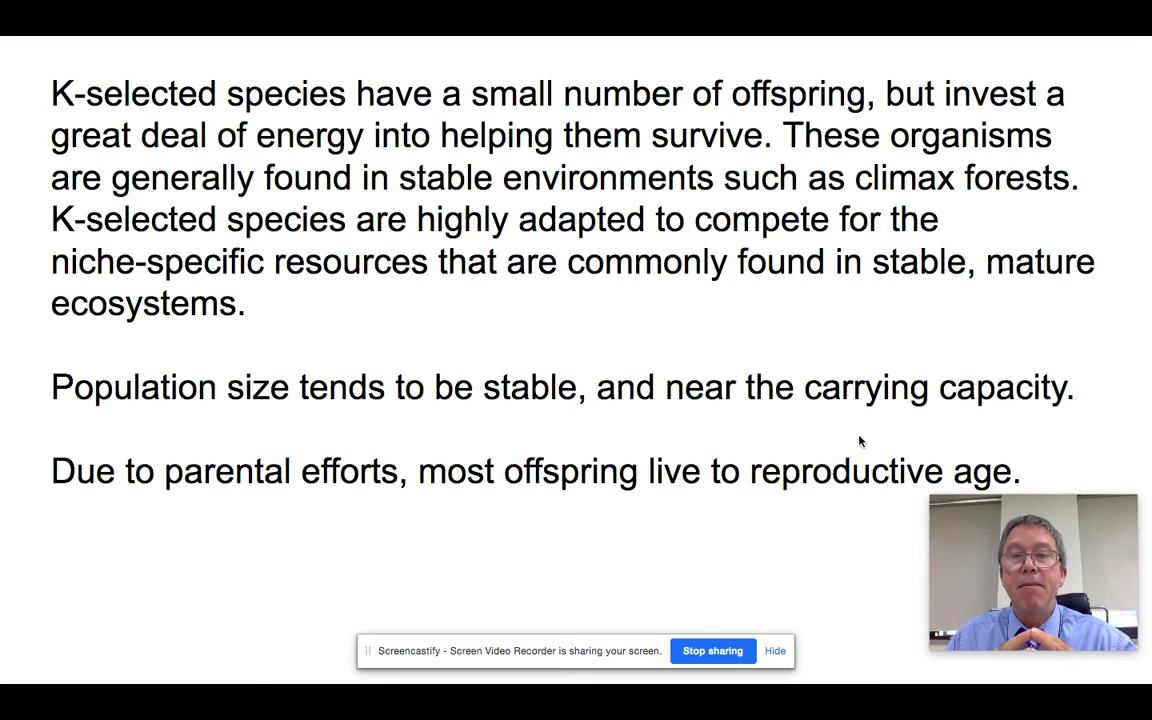 K-selected species have a small number of offspring, but invest a
great deal of energy into helping them survive. These organisms
are generally found in stable environments such as climax forests.
K-selected species are highly adapted to compete for the
niche-specific resources that are commonly found in stable, mature
ecosystems.
Population size tends to be stable, and near the carrying capacity.
Due to parental efforts, most offspring live to reproductive age.
Screencastify - Screen Video Recorder is sharing your screen. Stop sharing Hide